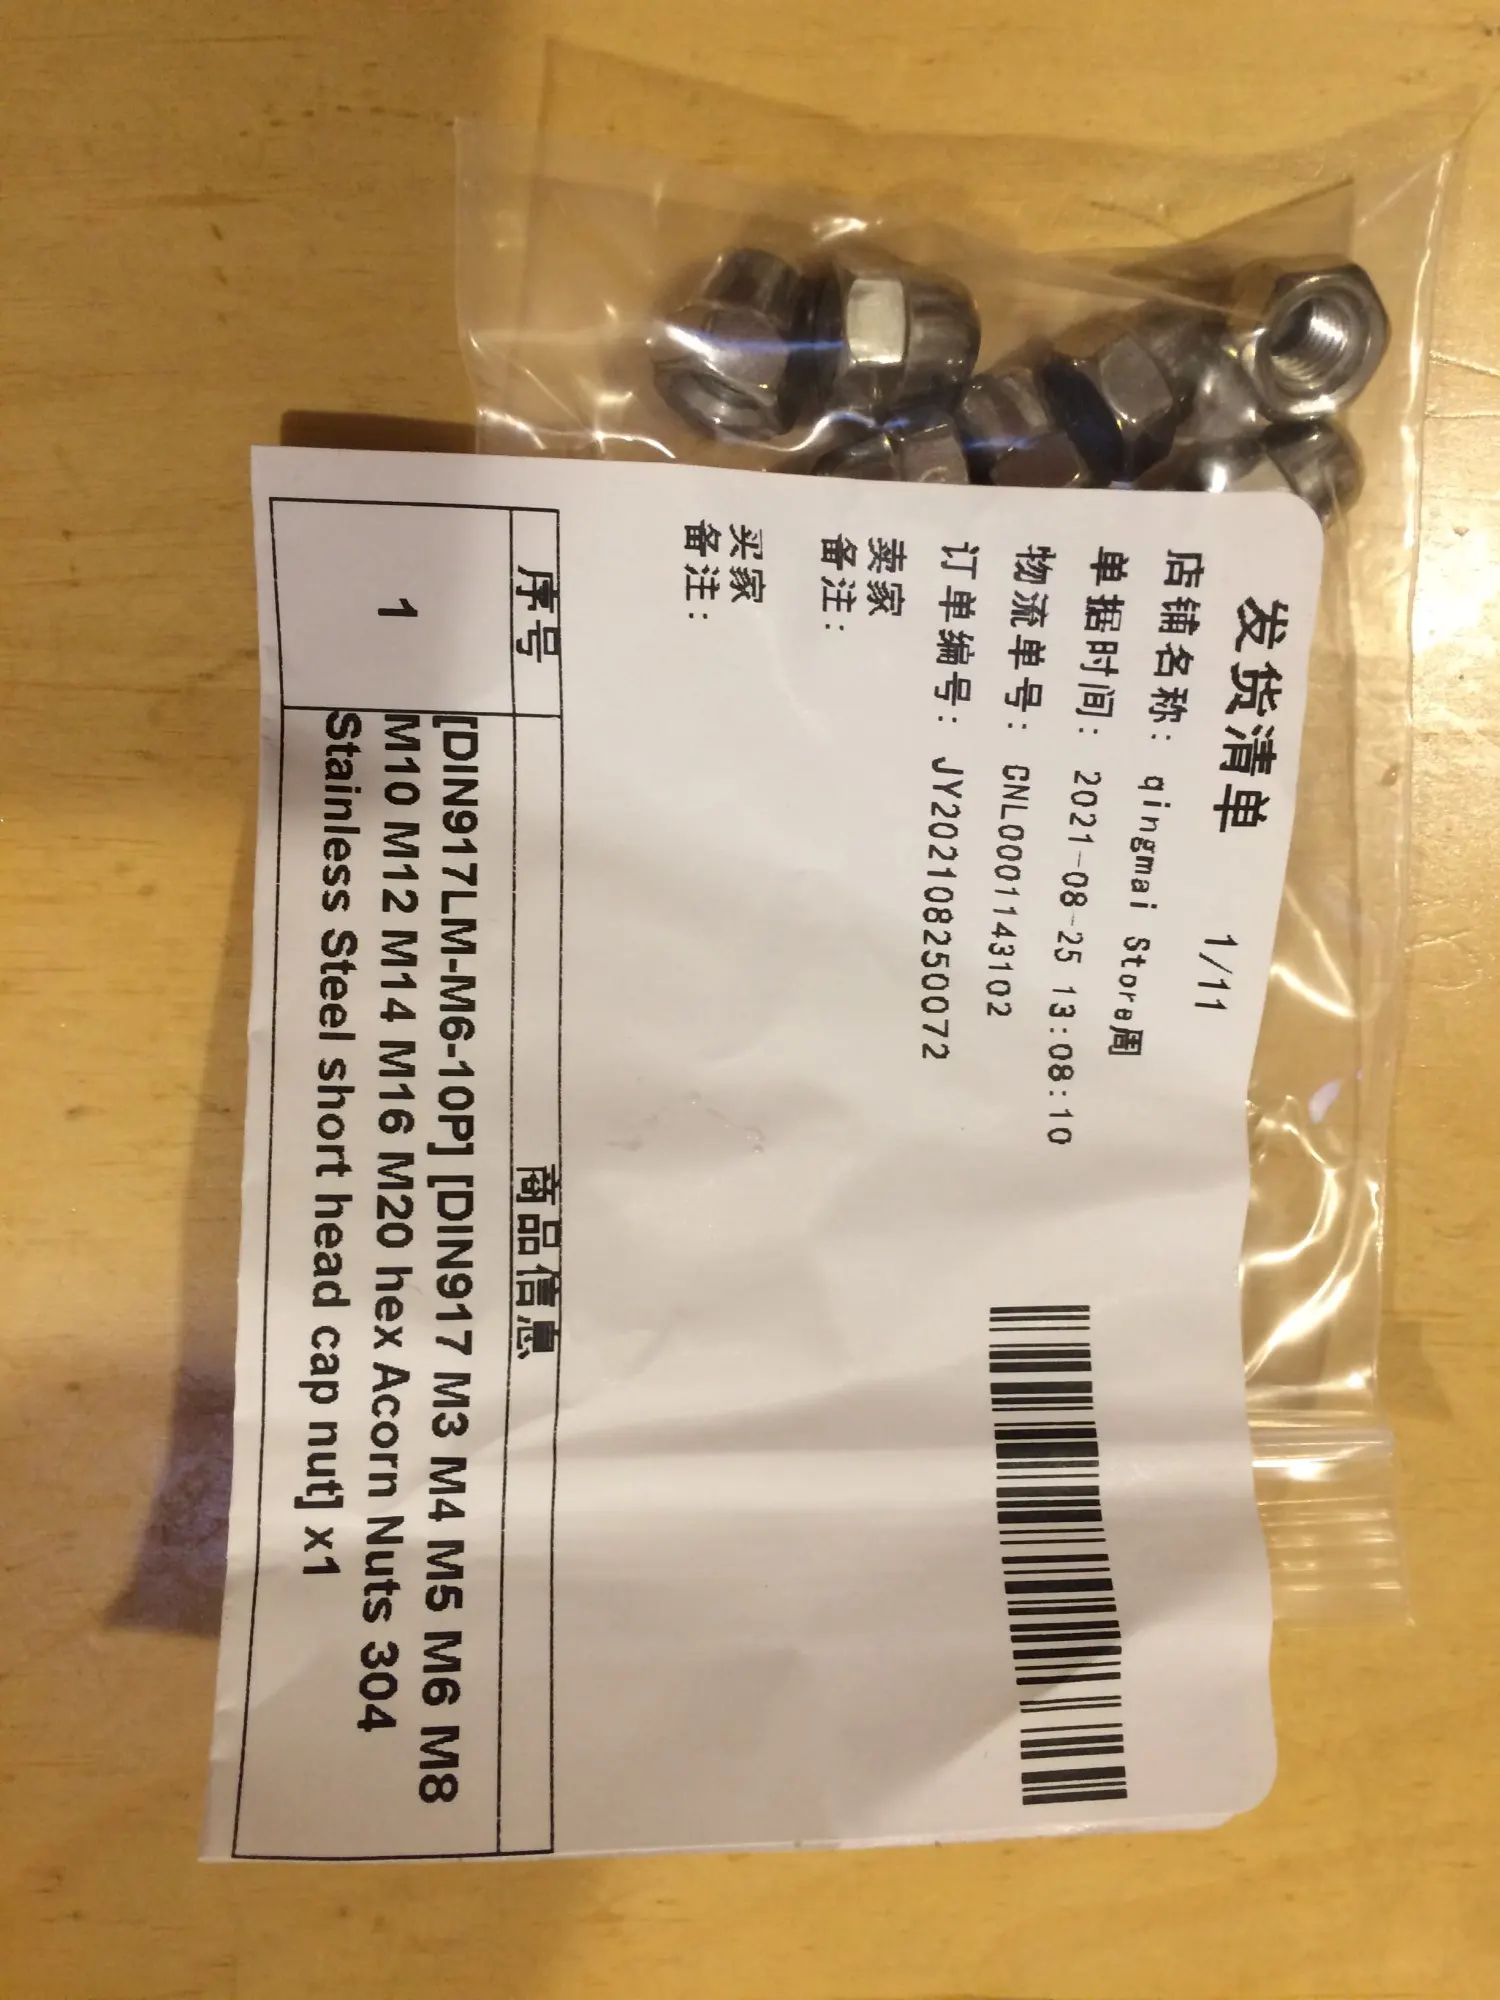 发货清单 1/11
店铺名称: qingmai Store周
单据时间: 2021-08-25 13:08:10
物流单号: CNL0001143102
订单编号: JY202108250072
卖家
备注:
买家
备注:
序号 商品信息
1 [DIN917LM-M6-10P] [DIN917 M3 M4 M5 M6 M8
M10 M12 M14 M16 M20 hex Acorn Nuts 304
Stainless Steel short head cap nut] x1